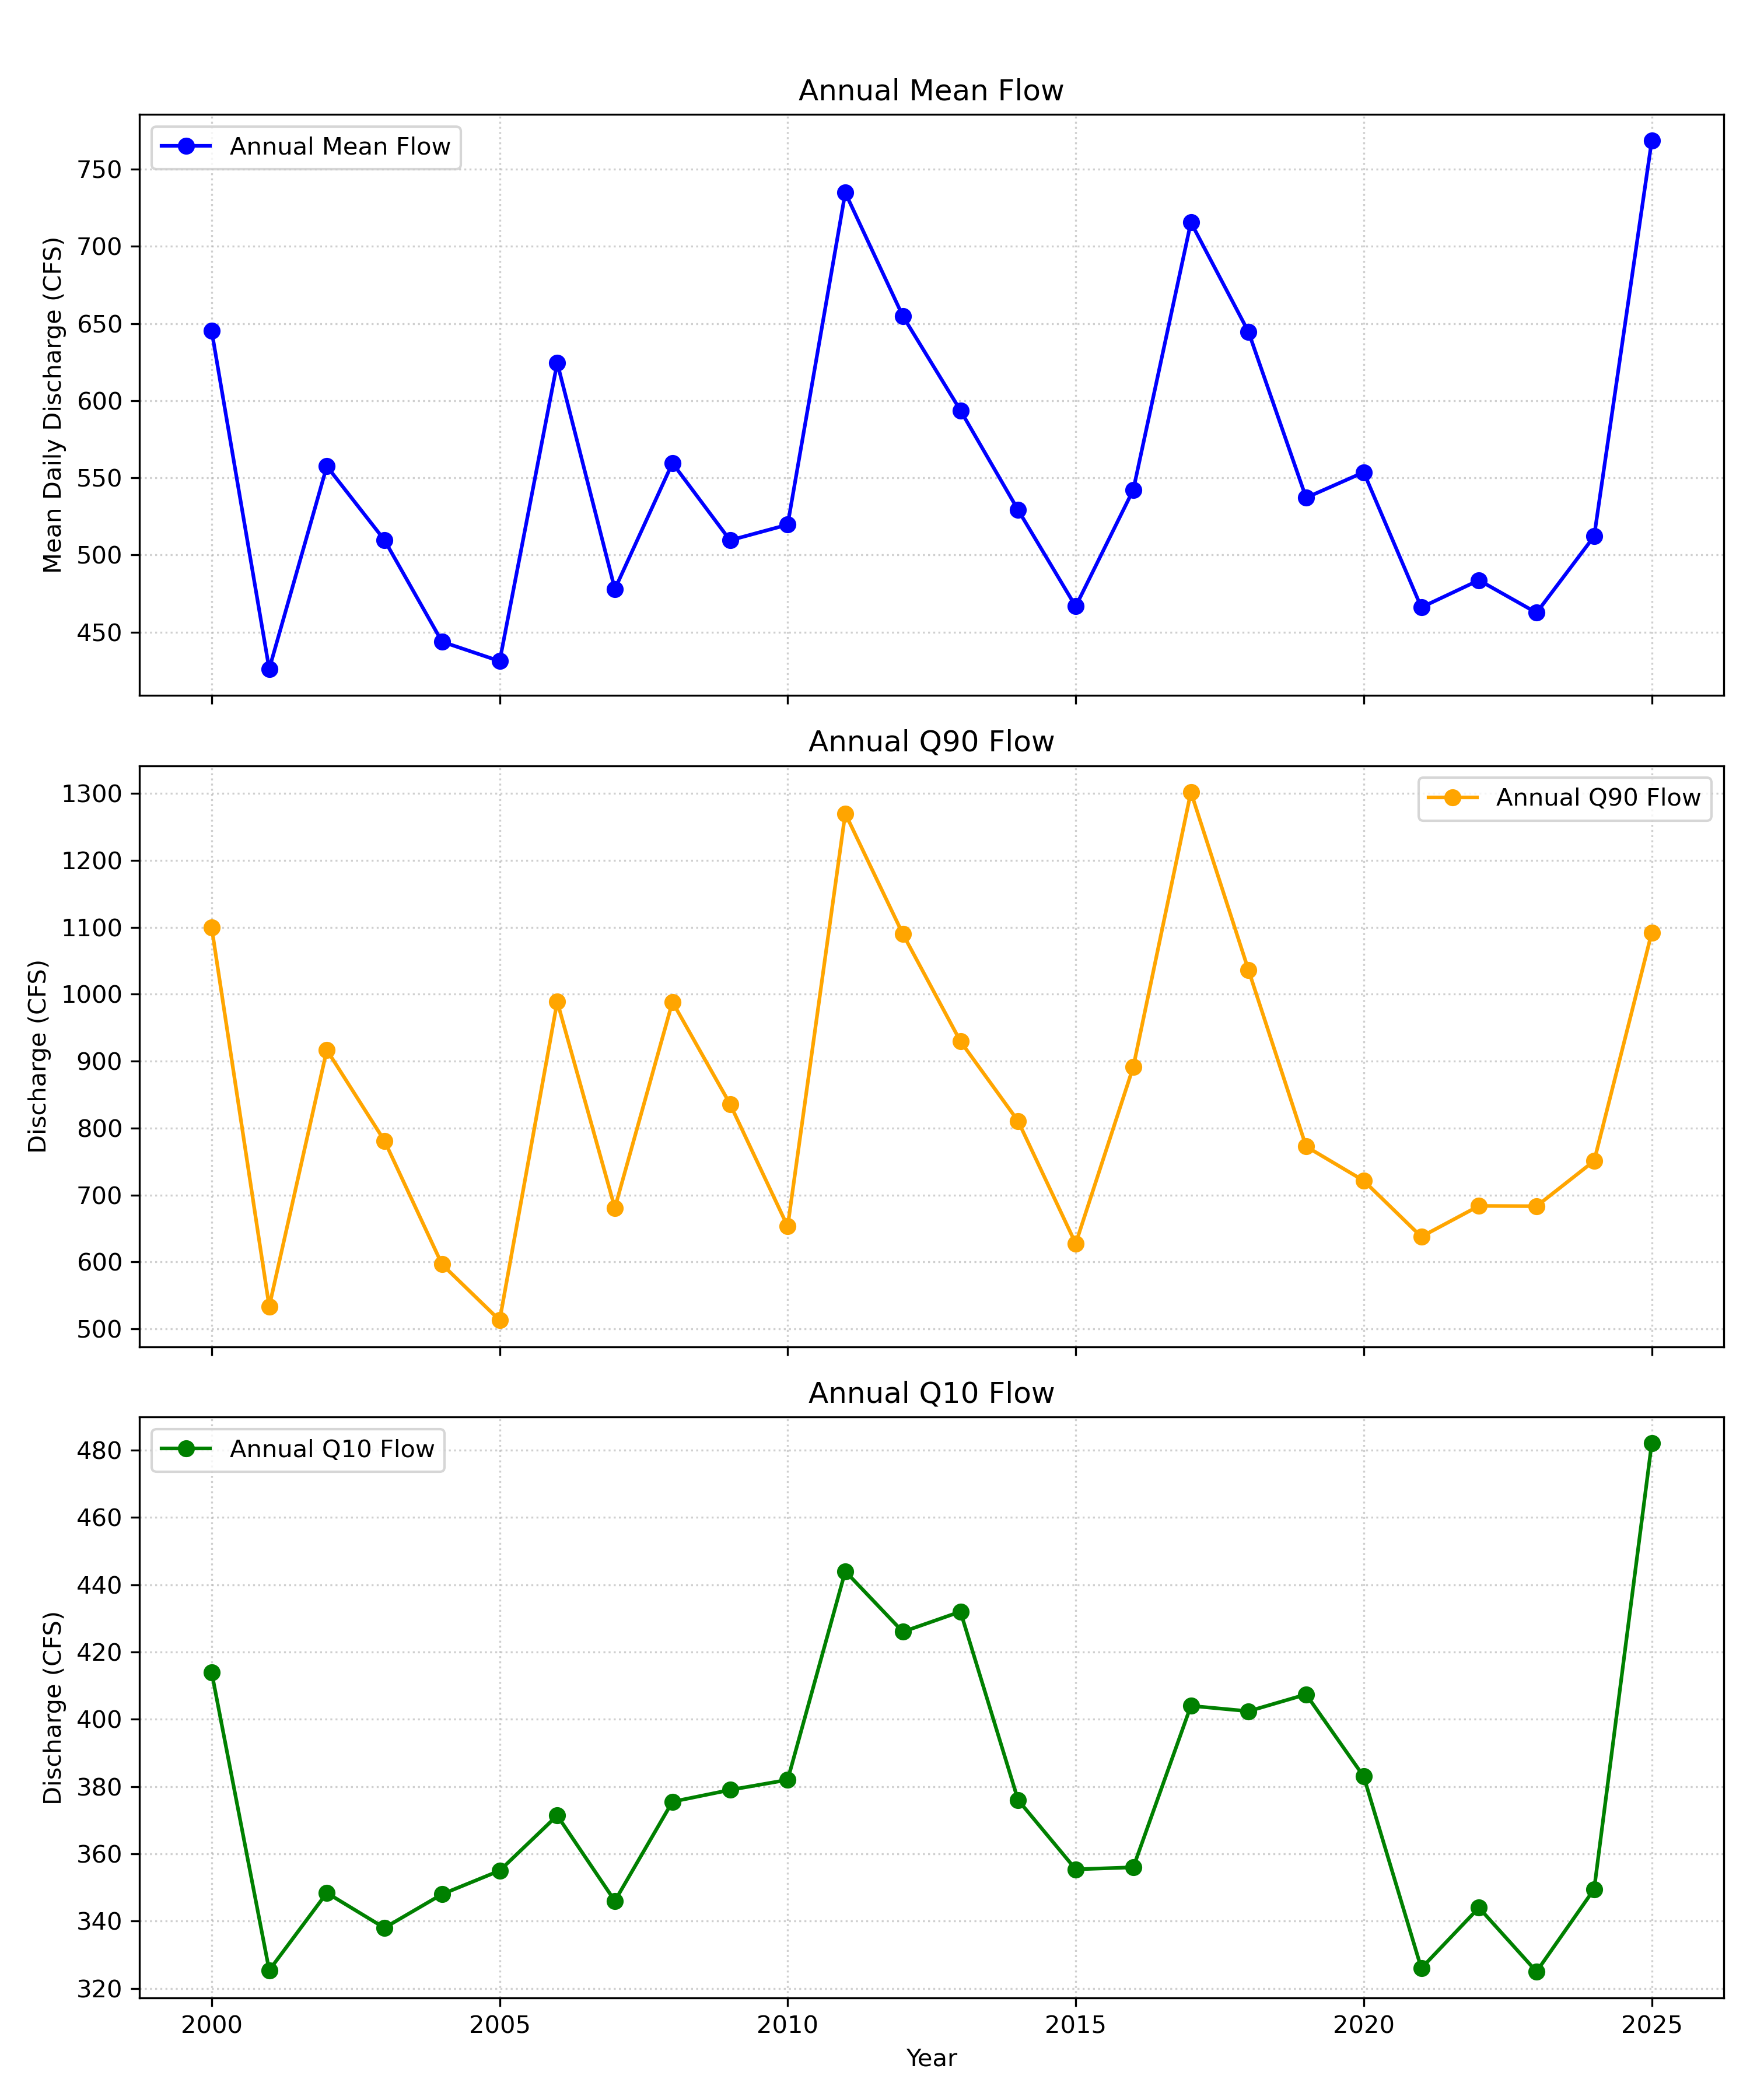 Annual Mean Flow
Annual Mean Flow
750
700
650
600
550
500
450
Mean Daily Discharge (CFS)
Annual Q90 Flow
Annual Q90 Flow
1300
1200
1100
1000
900
800
700
600
500
Discharge (CFS)
Annual Q10 Flow
Annual Q10 Flow
480
460
440
420
400
380
360
340
320
Discharge (CFS)
2000 2005 2010 2015 2020 2025
Year